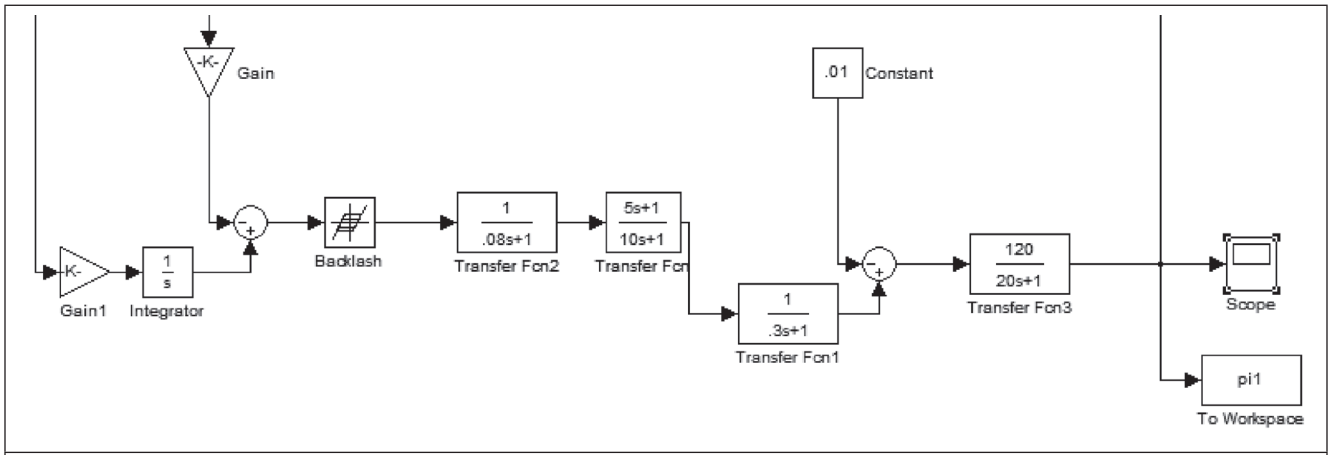 -K-
Gain
.01
Constant
-
+
Backlash
1
.08s+1
Transfer Fcn2
5s+1
10s+1
Transfer Fcn
-K-
Gain1
1
s
Integrator
-
+
120
20s+1
Transfer Fcn3
1
.3s+1
Transfer Fcn1
Scope
pi1
To Workspace